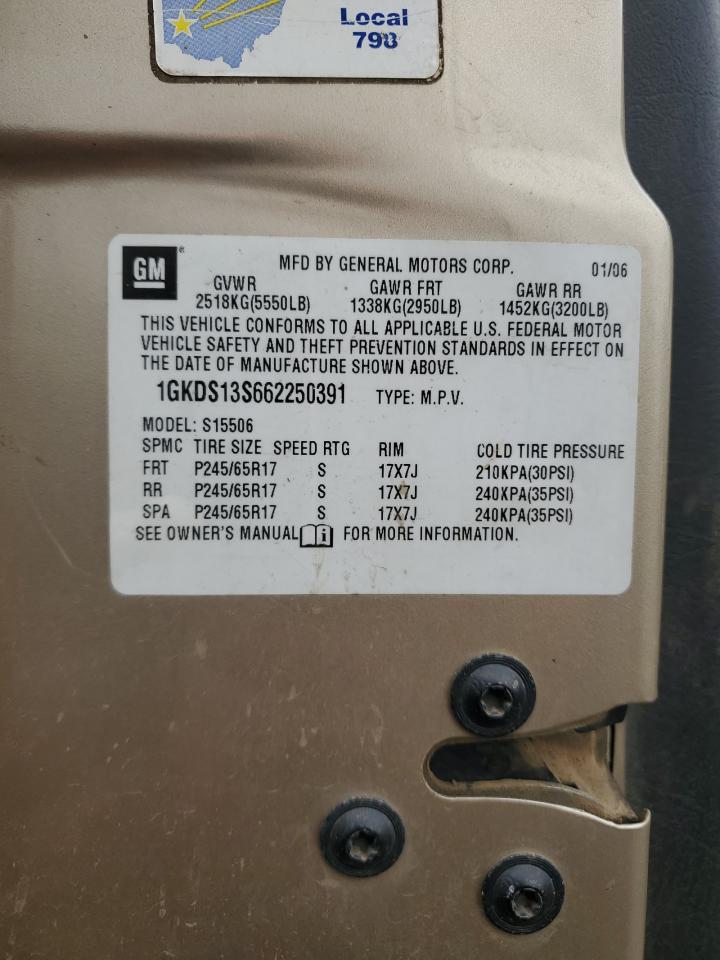 Local
798
GM
MFD BY GENERAL MOTORS CORP. 01/06
GVWR GAWR FRT GAWR RR
2518KG(5550LB) 1338KG(2950LB) 1452KG(3200LB)
THIS VEHICLE CONFORMS TO ALL APPLICABLE U.S. FEDERAL MOTOR
VEHICLE SAFETY AND THEFT PREVENTION STANDARDS IN EFFECT ON
THE DATE OF MANUFACTURE SHOWN ABOVE.
1GKDS13S662250391 TYPE: M.P.V.
MODEL: S15506
SPMC TIRE SIZE SPEED RTG RIM COLD TIRE PRESSURE
FRT P245/65R17 S 17X7J 210KPA(30PSI)
RR P245/65R17 S 17X7J 240KPA(35PSI)
SPA P245/65R17 S 17X7J 240KPA(35PSI)
SEE OWNER'S MANUAL i FOR MORE INFORMATION.